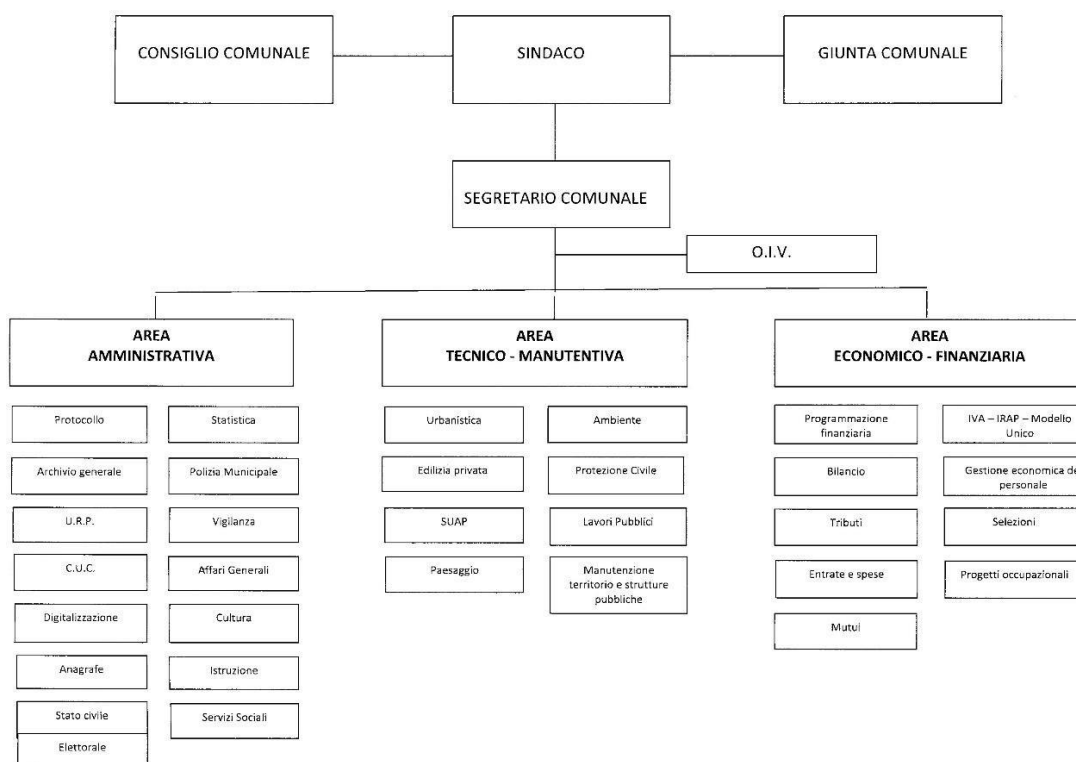 CONSIGLIO COMUNALE
SINDACO
GIUNTA COMUNALE
SEGRETARIO COMUNALE
O.I.V.
AREA
AMMINISTRATIVA
AREA
TECNICO - MANUTENTIVA
AREA
ECONOMICO - FINANZIARIA
Protocollo
Statistica
Archivio generale
Polizia Municipale
U.R.P.
Vigilanza
C.U.C.
Affari Generali
Digitalizzazione
Cultura
Anagrafe
Istruzione
Stato civile
Servizi Sociali
Elettorale
Urbanistica
Ambiente
Edilizia privata
Protezione Civile
SUAP
Lavori Pubblici
Paesaggio
Manutenzione
territorio e strutture
pubbliche
Programmazione
finanziaria
IVA – IRAP – Modello
Unico
Bilancio
Gestione economica de
personale
Tributi
Selezioni
Entrate e spese
Progetti occupazionali
Mutui